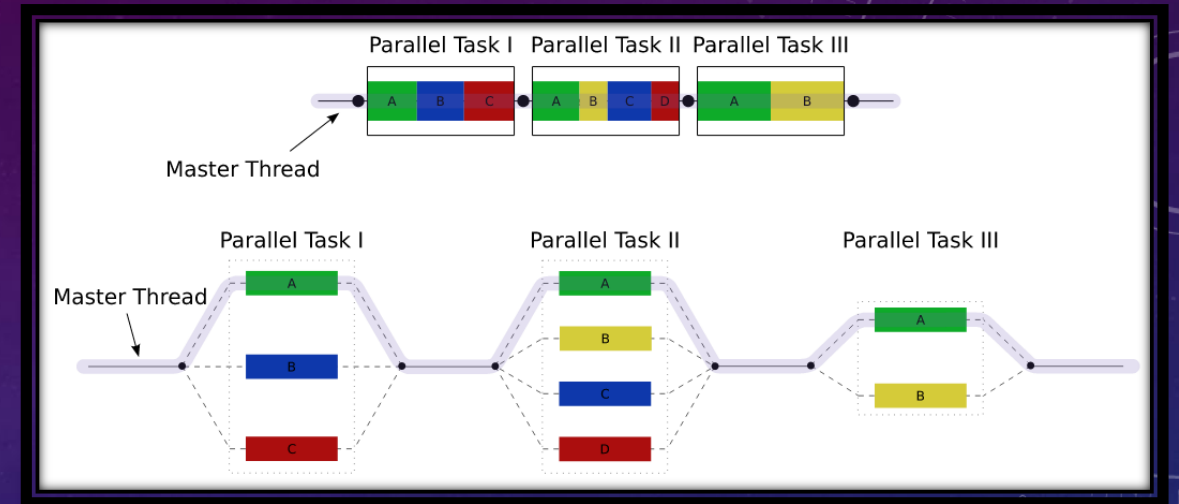 Parallel Task I Parallel Task II Parallel Task III
A B C A B C D A B
Master Thread
Parallel Task I Parallel Task II Parallel Task III
A A
Master Thread
B A
B
C
B
C D